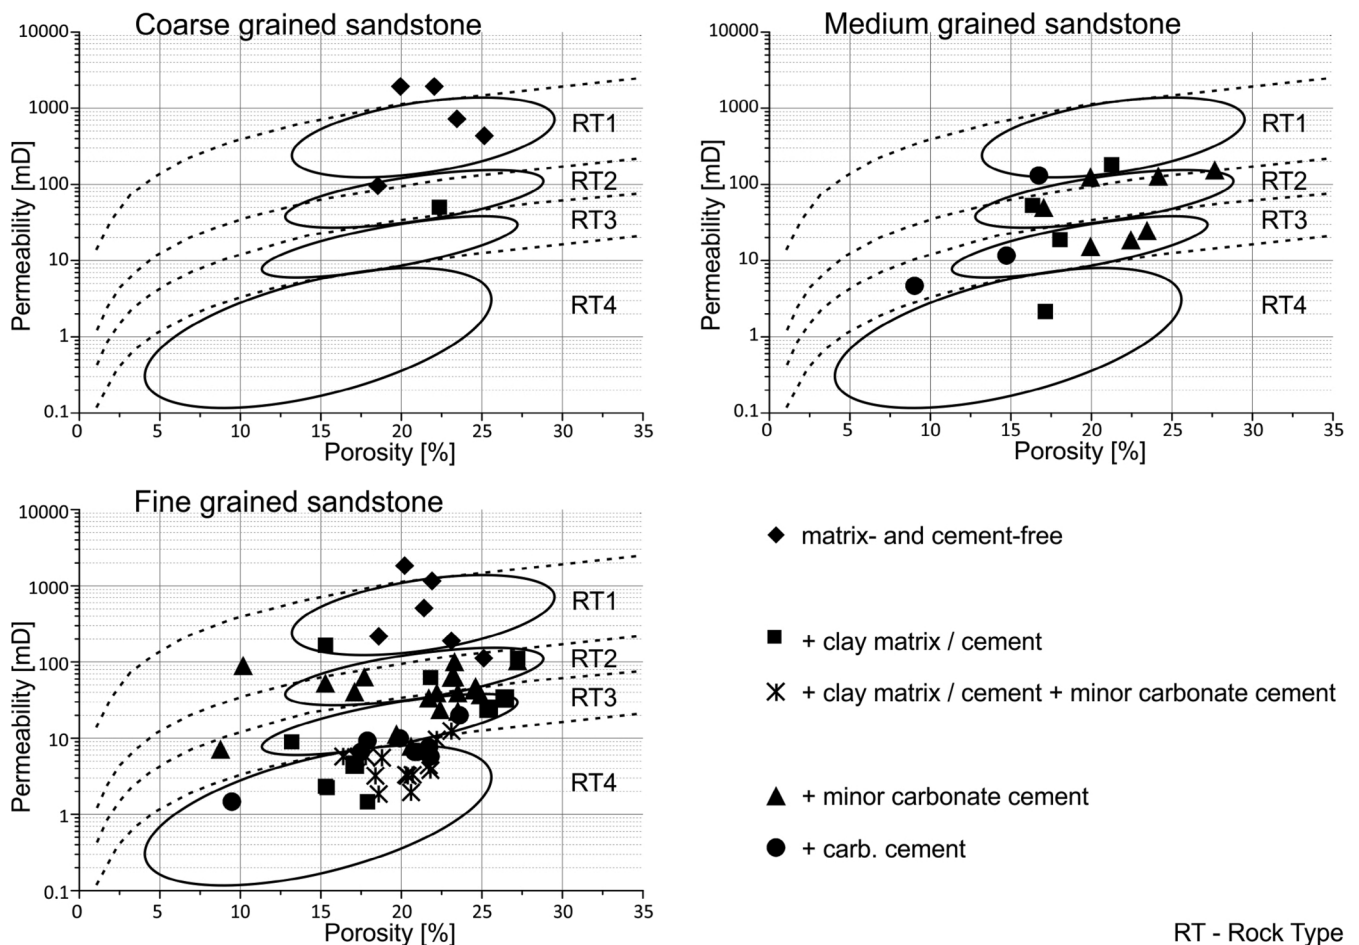 Coarse grained sandstone
Permeability [mD]
10000
1000
100
10
1
0.1
RT1
RT2
RT3
RT4
0 5 10 15 20 25 30 35
Porosity [%]
Medium grained sandstone
Permeability [mD]
10000
1000
100
10
1
0.1
RT1
RT2
RT3
RT4
0 5 10 15 20 25 30 35
Porosity [%]
Fine grained sandstone
Permeability [mD]
10000
1000
100
10
1
0.1
RT1
RT2
RT3
RT4
0 5 10 15 20 25 30 35
Porosity [%]
matrix- and cement-free
+ clay matrix / cement
+ clay matrix / cement + minor carbonate cement
+ minor carbonate cement
+ carb. cement
RT - Rock Type